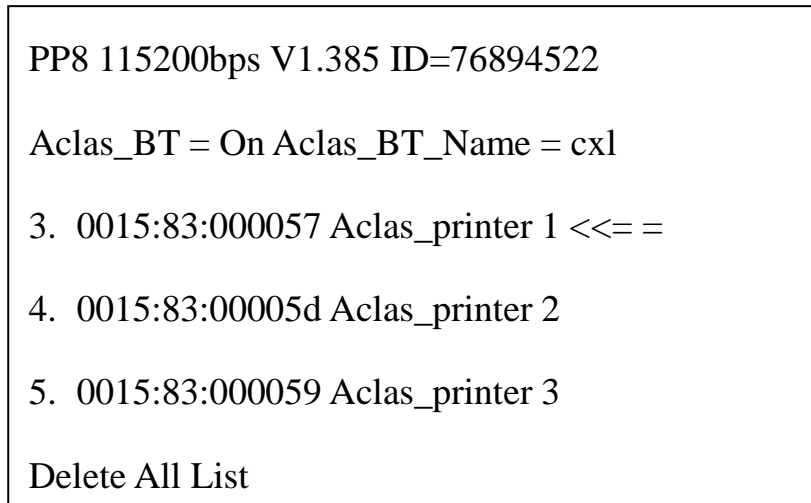 PP8 115200bps V1.385 ID=76894522
Aclas_BT = On Aclas_BT_Name = cxl
3. 0015:83:000057 Aclas_printer 1 <<= =
4. 0015:83:00005d Aclas_printer 2
5. 0015:83:000059 Aclas_printer 3
Delete All List